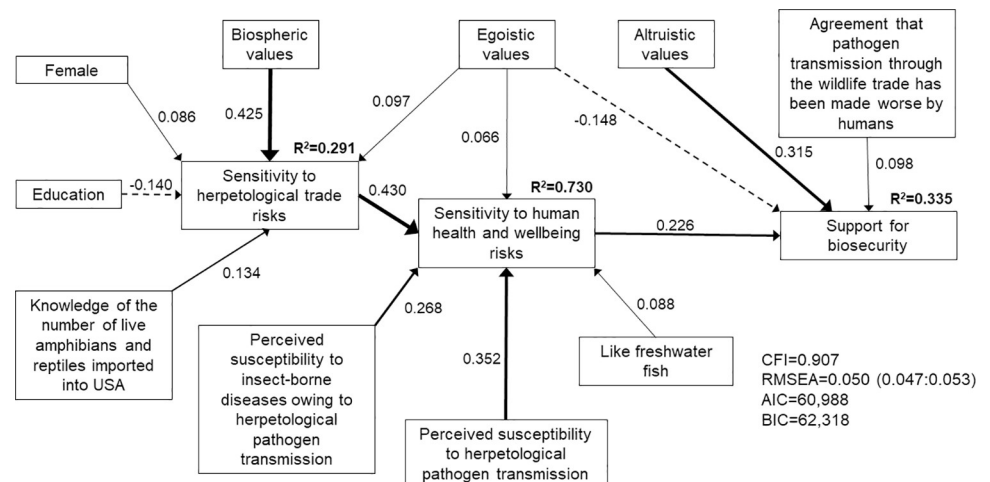 Biospheric
values
Egoistic
values
Altruistic
values
Agreement that
pathogen
transmission through
the wildlife trade has
been made worse by
humans
Female
0.086
0.425
0.097
0.066
-0.148
0.315
0.098
R²=0.291
R²=0.730
R²=0.335
Education
-0.140
Sensitivity to
herpetological trade
risks
0.430
Sensitivity to human
health and wellbeing
risks
0.226
Support for
biosecurity
0.134
0.268
0.352
0.088
Knowledge of the
number of live
amphibians and
reptiles imported
into USA
Perceived
susceptibility to
insect-borne
diseases owing to
herpetological
pathogen
transmission
Perceived susceptibility
to herpetological
pathogen transmission
Like freshwater
fish
CFI=0.907
RMSEA=0.050 (0.047:0.053)
AIC=60,988
BIC=62,318